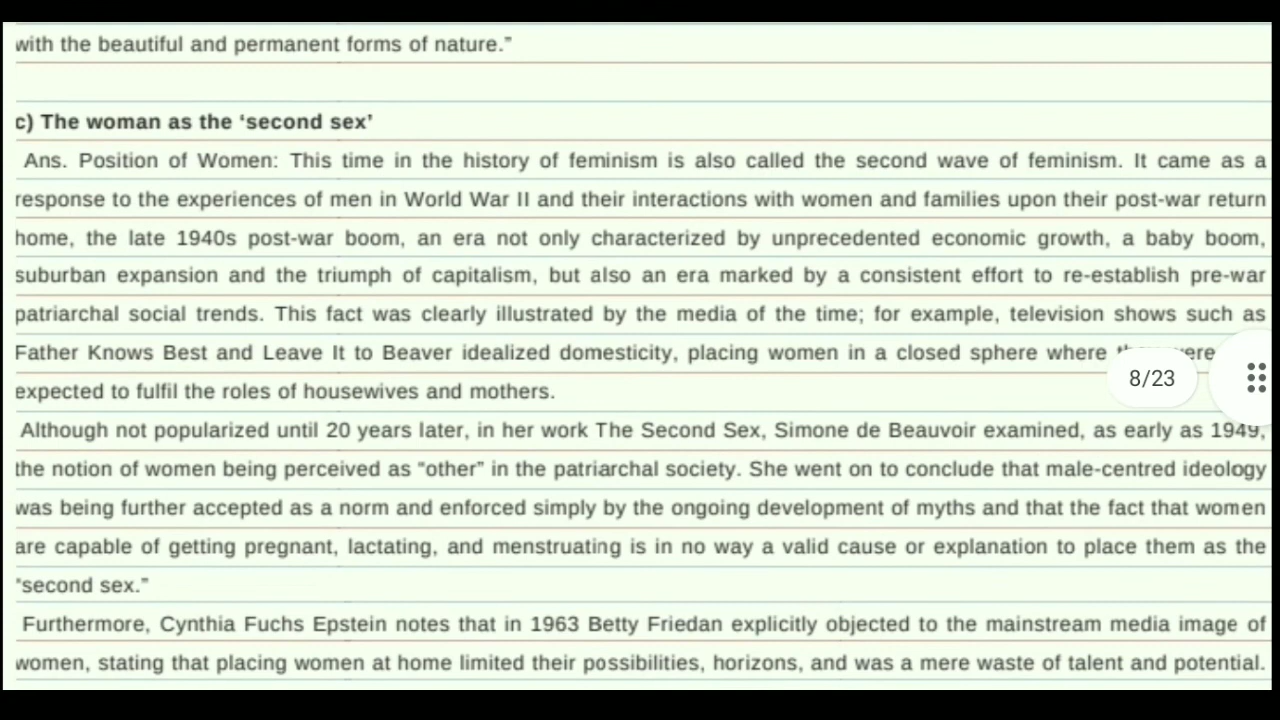 with the beautiful and permanent forms of nature.”
c) The woman as the ‘second sex’
Ans. Position of Women: This time in the history of feminism is also called the second wave of feminism. It came as a
response to the experiences of men in World War II and their interactions with women and families upon their post-war return
home, the late 1940s post-war boom, an era not only characterized by unprecedented economic growth, a baby boom,
suburban expansion and the triumph of capitalism, but also an era marked by a consistent effort to re-establish pre-war
patriarchal social trends. This fact was clearly illustrated by the media of the time; for example, television shows such as
Father Knows Best and Leave It to Beaver idealized domesticity, placing women in a closed sphere where they were
8/23
expected to fulfil the roles of housewives and mothers.
Although not popularized until 20 years later, in her work The Second Sex, Simone de Beauvoir examined, as early as 1949,
the notion of women being perceived as “other” in the patriarchal society. She went on to conclude that male-centred ideology
was being further accepted as a norm and enforced simply by the ongoing development of myths and that the fact that women
are capable of getting pregnant, lactating, and menstruating is in no way a valid cause or explanation to place them as the
“second sex.”
Furthermore, Cynthia Fuchs Epstein notes that in 1963 Betty Friedan explicitly objected to the mainstream media image of
women, stating that placing women at home limited their possibilities, horizons, and was a mere waste of talent and potential.